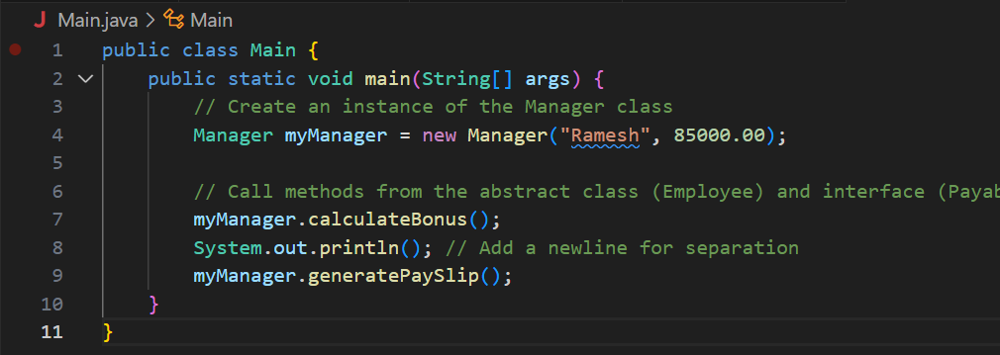 J Main.java > Main
1 public class Main {
2 public static void main(String[] args) {
3 // Create an instance of the Manager class
4 Manager myManager = new Manager("Ramesh", 85000.00);
5
6 // Call methods from the abstract class (Employee) and interface
7 myManager.calculateBonus();
8 System.out.println(); // Add a newline for separation
9 myManager.generatePaySlip();
10 }
11 }